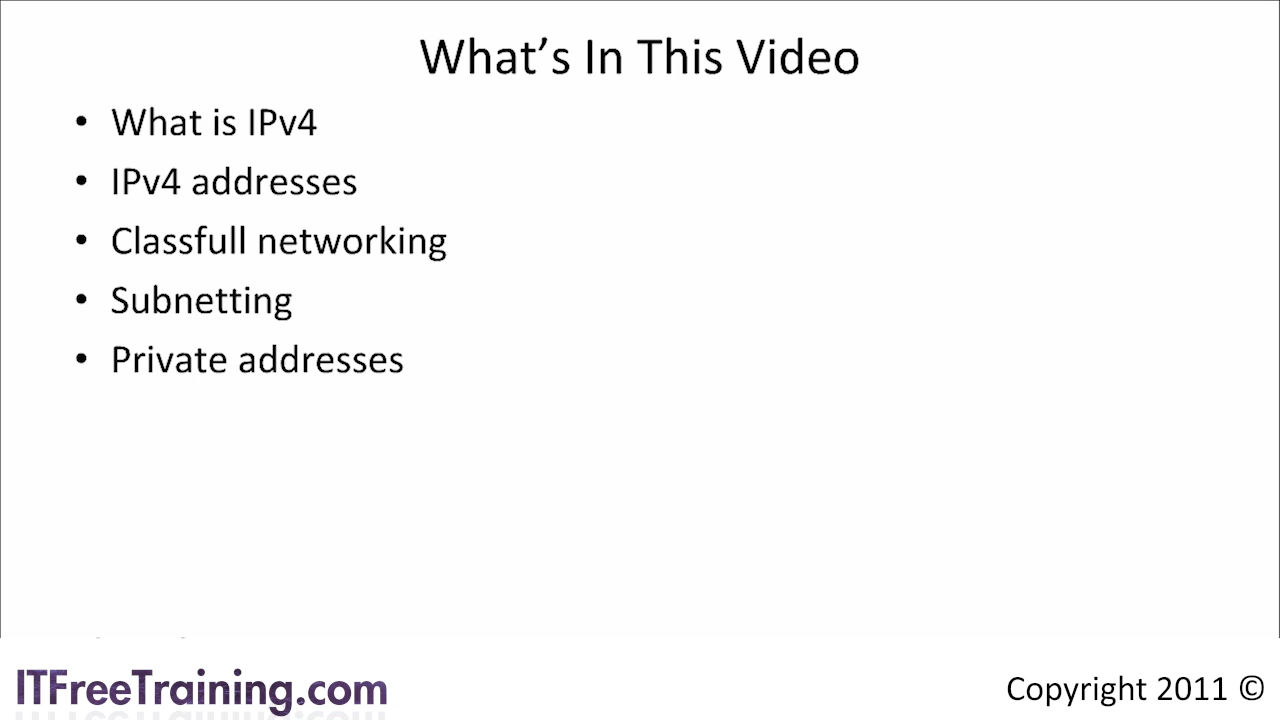 What's In This Video
• What is IPv4
• IPv4 addresses
• Classfull networking
• Subnetting
• Private addresses
ITFreeTraining.com
Copyright 2011 ©